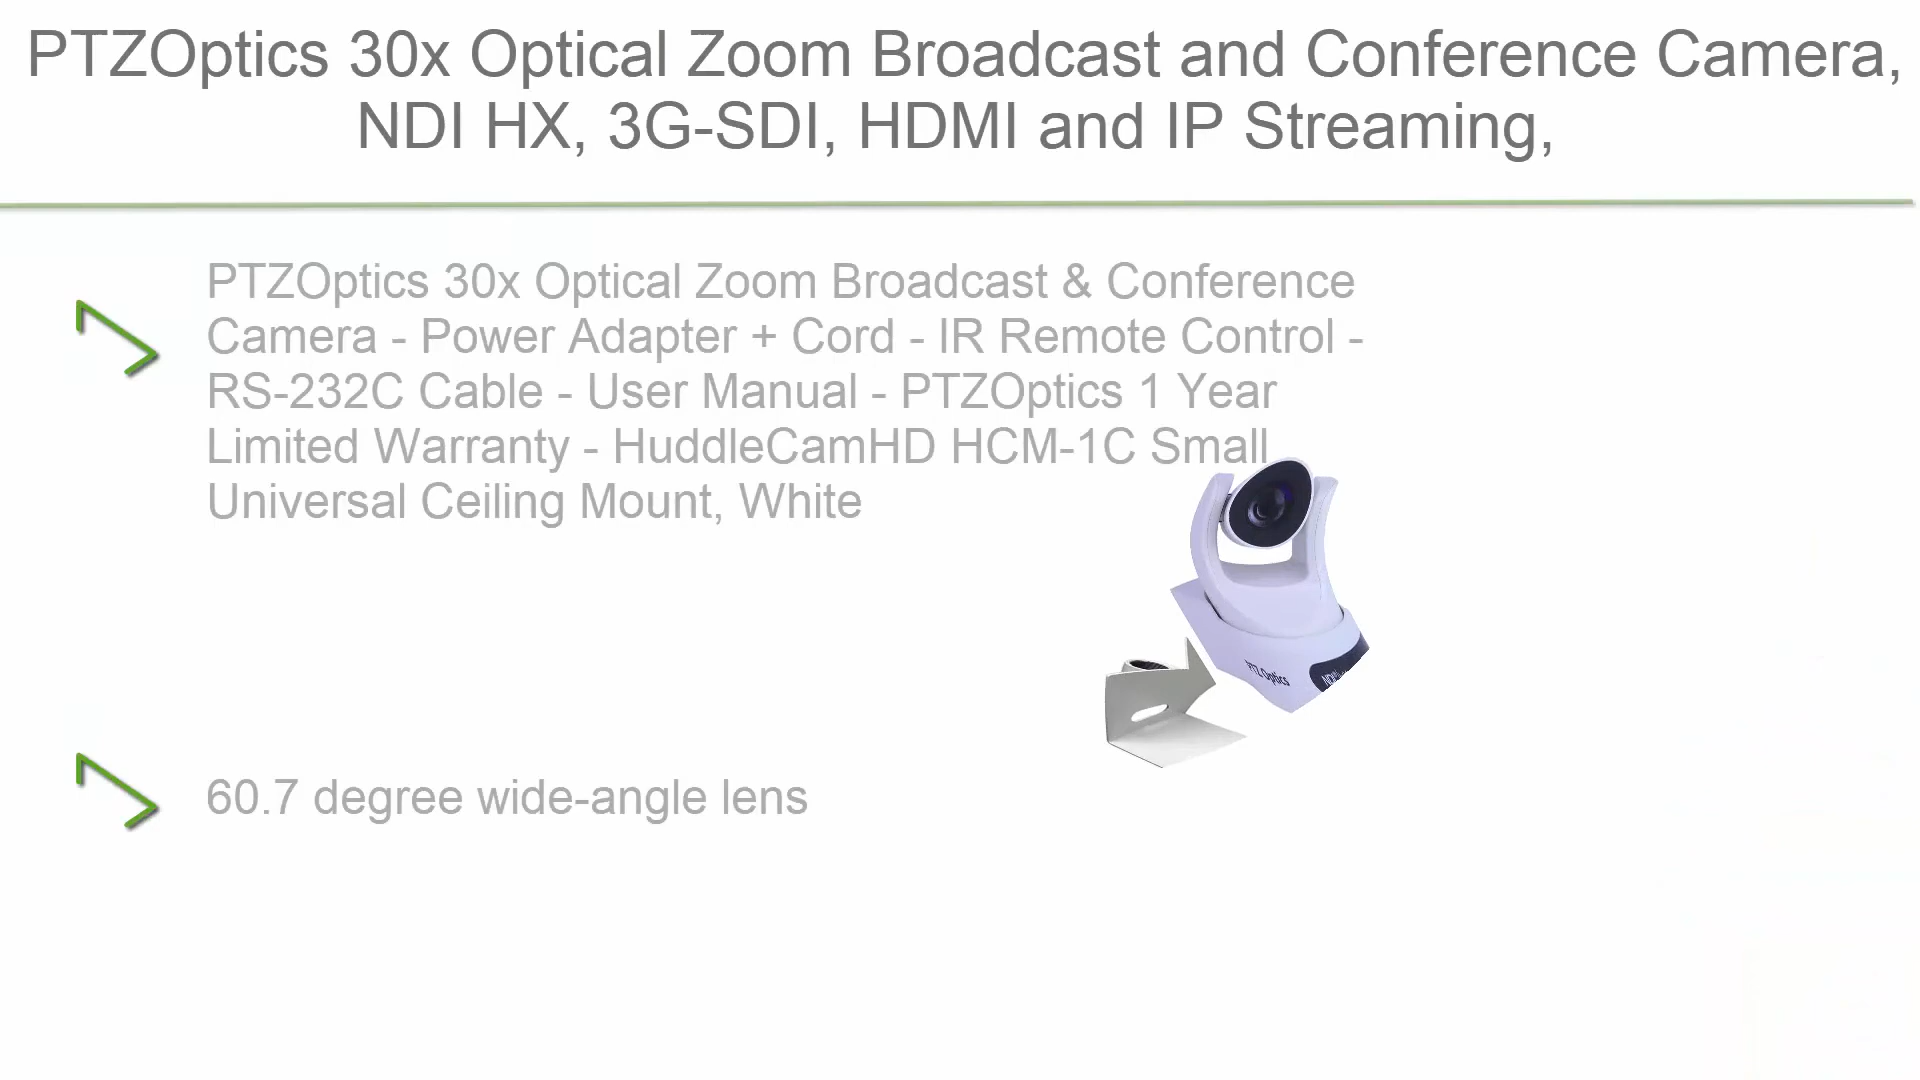 PTZOptics 30x Optical Zoom Broadcast and Conference Camera,
NDI HX, 3G-SDI, HDMI and IP Streaming,
PTZOptics 30x Optical Zoom Broadcast & Conference
Camera - Power Adapter + Cord - IR Remote Control -
RS-232C Cable - User Manual - PTZOptics 1 Year
Limited Warranty - HuddleCamHD HCM-1C Small
Universal Ceiling Mount, White
PTZ Optics
60.7 degree wide-angle lens